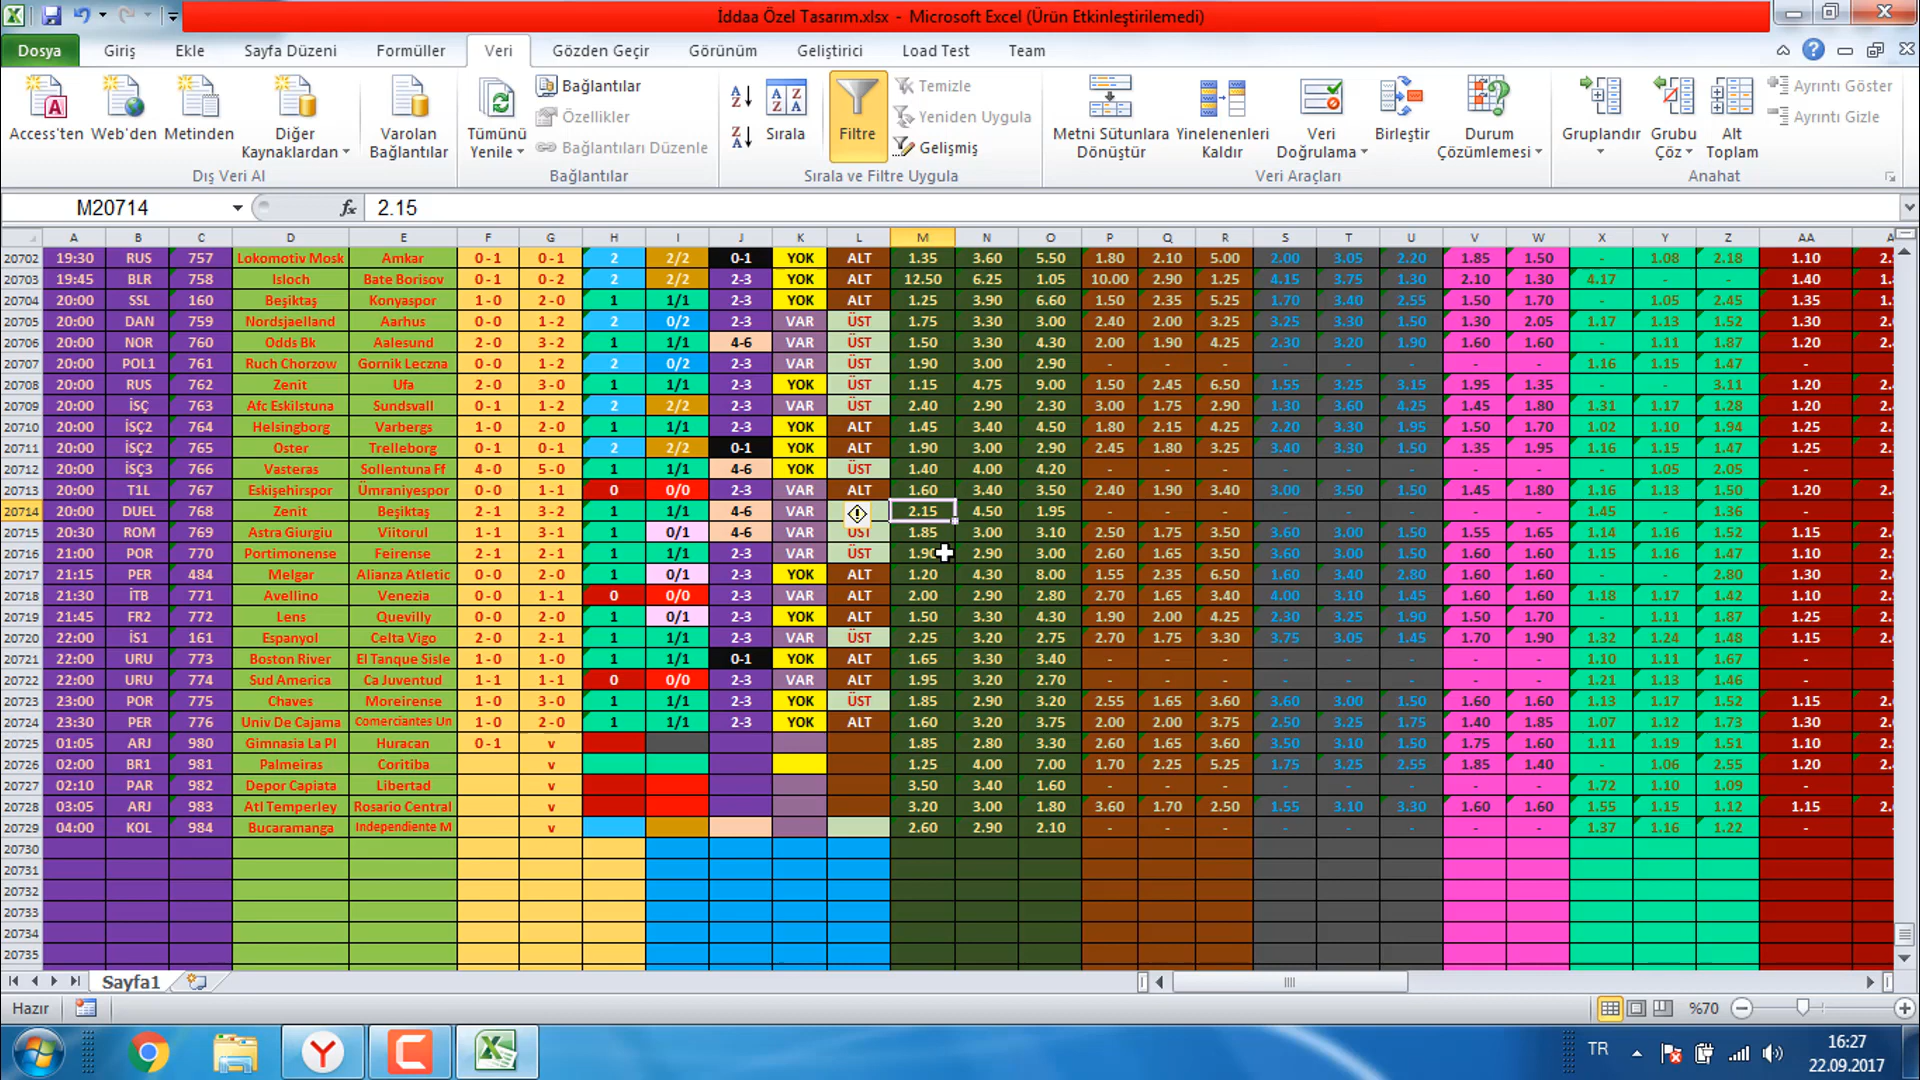 İddaa Özel Tasarım.xlsx - Microsoft Excel (Ürün Etkinleştirilemedi)
Dosya Giriş Ekle Sayfa Düzeni Formüller Veri Gözden Geçir Görünüm Geliştirici Load Test Team
Access'ten Web'den Metinden Diğer Kaynaklardan Varolan Bağlantılar Tümünü Yenile Bağlantılar Özellikler Bağlantıları Düzenle Sırala Filtre Temizle Yeniden Uygula Gelişmiş Metni Sütunlara Dönüştür Yinelenenleri Kaldır Veri Doğrulama Birleştir Durum Çözümlemesi Gruplandır Grubu Çöz Alt Toplam Ayrıntı Göster Ayrıntı Gizle
Dış Veri Al Bağlantılar Sırala ve Filtre Uygula Veri Araçları Anahat
M20714 fx 2.15
A B C D E F G H I J K L M N O P Q R S T U V W X Y Z AA
20702 19:30 RUS 757 Lokomotiv Mosk Amkar 0 - 1 0 - 1 2 2/2 0-1 YOK ALT 1.35 3.60 5.50 1.80 2.10 5.00 2.00 3.05 2.20 1.85 1.50 - 1.08 2.18 1.10
20703 19:45 BLR 758 Isloch Bate Borisov 0 - 1 0 - 2 2 2/2 2-3 YOK ALT 12.50 6.25 1.05 10.00 2.90 1.25 4.15 3.75 1.30 2.10 1.30 4.17 - - 1.40
20704 20:00 SSL 160 Beşiktaş Konyaspor 1 - 0 2 - 0 1 1/1 2-3 YOK ALT 1.25 3.90 6.60 1.50 2.35 5.25 1.70 3.40 2.55 1.50 1.70 - 1.05 2.45 1.35
20705 20:00 DAN 759 Nordsjaelland Aarhus 0 - 0 1 - 2 2 0/2 2-3 VAR ÜST 1.75 3.30 3.00 2.40 2.00 3.25 3.25 3.30 1.50 1.30 2.05 1.17 1.13 1.52 1.30
20706 20:00 NOR 760 Odds Bk Aalesund 2 - 0 3 - 2 1 1/1 4-6 VAR ÜST 1.50 3.30 4.30 2.00 1.90 4.25 2.30 3.20 1.90 1.60 1.60 - 1.11 1.87 1.20
20707 20:00 POL1 761 Ruch Chorzow Gornik Leczna 0 - 0 1 - 2 2 0/2 2-3 VAR ÜST 1.90 3.00 2.90 - - - - - - - - 1.16 1.15 1.47 -
20708 20:00 RUS 762 Zenit Ufa 2 - 0 3 - 0 1 1/1 2-3 YOK ÜST 1.15 4.75 9.00 1.50 2.45 6.50 1.55 3.25 3.15 1.95 1.35 - - 3.11 1.20
20709 20:00 İSÇ 763 Afc Eskilstuna Sundsvall 0 - 1 1 - 2 2 2/2 2-3 VAR ÜST 2.40 2.90 2.30 3.00 1.75 2.90 1.30 3.60 4.25 1.45 1.80 1.31 1.17 1.28 1.20
20710 20:00 İSÇ2 764 Helsingborg Varbergs 1 - 0 2 - 0 1 1/1 2-3 YOK ALT 1.45 3.40 4.50 1.80 2.15 4.25 2.20 3.30 1.95 1.50 1.70 1.02 1.10 1.94 1.25
20711 20:00 İSÇ2 765 Oster Trelleborg 0 - 1 0 - 1 2 2/2 0-1 YOK ALT 1.90 3.00 2.90 2.45 1.80 3.25 3.40 3.30 1.50 1.35 1.95 1.16 1.15 1.47 1.25
20712 20:00 İSÇ3 766 Vasteras Sollentuna Ff 4 - 0 5 - 0 1 1/1 4-6 YOK ÜST 1.40 4.00 4.20 - - - - - - - - - 1.05 2.05 -
20713 20:00 T1L 767 Eskişehirspor Ümraniyespor 0 - 0 1 - 1 0 0/0 2-3 VAR ALT 1.60 3.40 3.50 2.40 1.90 3.40 3.00 3.50 1.50 1.45 1.80 1.16 1.13 1.50 1.20
20714 20:00 DUEL 768 Zenit Beşiktaş 2 - 1 3 - 2 1 1/1 4-6 VAR 2.15 4.50 1.95 - - - - - - - - 1.45 - 1.36 -
20715 20:30 ROM 769 Astra Giurgiu Viitorul 1 - 1 3 - 1 1 0/1 4-6 VAR ÜST 1.85 3.00 3.10 2.50 1.75 3.50 3.60 3.00 1.50 1.55 1.65 1.14 1.16 1.52 1.15
20716 21:00 POR 770 Portimonense Feirense 2 - 1 2 - 1 1 1/1 2-3 VAR ÜST 1.90 2.90 3.00 2.60 1.65 3.50 3.60 3.00 1.50 1.60 1.60 1.15 1.16 1.47 1.10
20717 21:15 PER 484 Melgar Alianza Atletic 0 - 0 2 - 0 1 0/1 2-3 YOK ALT 1.20 4.30 8.00 1.55 2.35 6.50 1.60 3.40 2.80 1.60 1.60 - - 2.80 1.30
20718 21:30 İTB 771 Avellino Venezia 0 - 0 1 - 1 0 0/0 2-3 VAR ALT 2.00 2.90 2.80 2.70 1.65 3.40 4.00 3.10 1.45 1.60 1.60 1.18 1.17 1.42 1.10
20719 21:45 FR2 772 Lens Quevilly 0 - 0 2 - 0 1 0/1 2-3 YOK ALT 1.50 3.30 4.30 1.90 2.00 4.25 2.30 3.25 1.85 1.50 1.70 - 1.11 1.87 1.25
20720 22:00 İS1 161 Espanyol Celta Vigo 2 - 0 2 - 1 1 1/1 2-3 VAR ÜST 2.25 3.20 2.75 2.70 1.75 3.30 3.75 3.05 1.45 1.70 1.90 1.32 1.24 1.48 1.15
20721 22:00 URU 773 Boston River El Tanque Sisle 1 - 0 1 - 0 1 1/1 0-1 YOK ALT 1.65 3.30 3.40 - - - - - - - - 1.10 1.11 1.67 -
20722 22:00 URU 774 Sud America Ca Juventud 1 - 1 1 - 1 0 0/0 2-3 VAR ALT 1.95 3.20 2.70 - - - - - - - - 1.21 1.13 1.46 -
20723 23:00 POR 775 Chaves Moreirense 1 - 0 3 - 0 1 1/1 2-3 YOK ÜST 1.85 2.90 3.20 2.55 1.65 3.60 3.60 3.00 1.50 1.60 1.60 1.13 1.17 1.52 1.15
20724 23:30 PER 776 Univ De Cajama Comerciantes Un 1 - 0 2 - 0 1 1/1 2-3 YOK ALT 1.60 3.20 3.75 2.00 2.00 3.75 2.50 3.25 1.75 1.40 1.85 1.07 1.12 1.73 1.30
20725 01:05 ARJ 980 Gimnasia La Pl Huracan 0 - 1 v 1.85 2.80 3.30 2.60 1.65 3.60 3.50 3.10 1.50 1.75 1.60 1.11 1.19 1.51 1.10
20726 02:00 BR1 981 Palmeiras Coritiba v 1.25 4.00 7.00 1.70 2.25 5.25 1.75 3.25 2.55 1.85 1.40 - 1.06 2.55 1.20
20727 02:10 PAR 982 Depor Capiata Libertad v 3.50 3.40 1.60 - - - - - - - - 1.72 1.10 1.09 -
20728 03:05 ARJ 983 Atl Temperley Rosario Central v 3.20 3.00 1.80 3.60 1.70 2.50 1.55 3.10 3.30 1.60 1.60 1.55 1.15 1.12 1.15
20729 04:00 KOL 984 Bucaramanga Independiente M v 2.60 2.90 2.10 - - - - - - - - 1.37 1.16 1.22 -
20730
20731
20732
20733
20734
20735
Sayfa1
Hazır %70
TR 16:27
22.09.2017